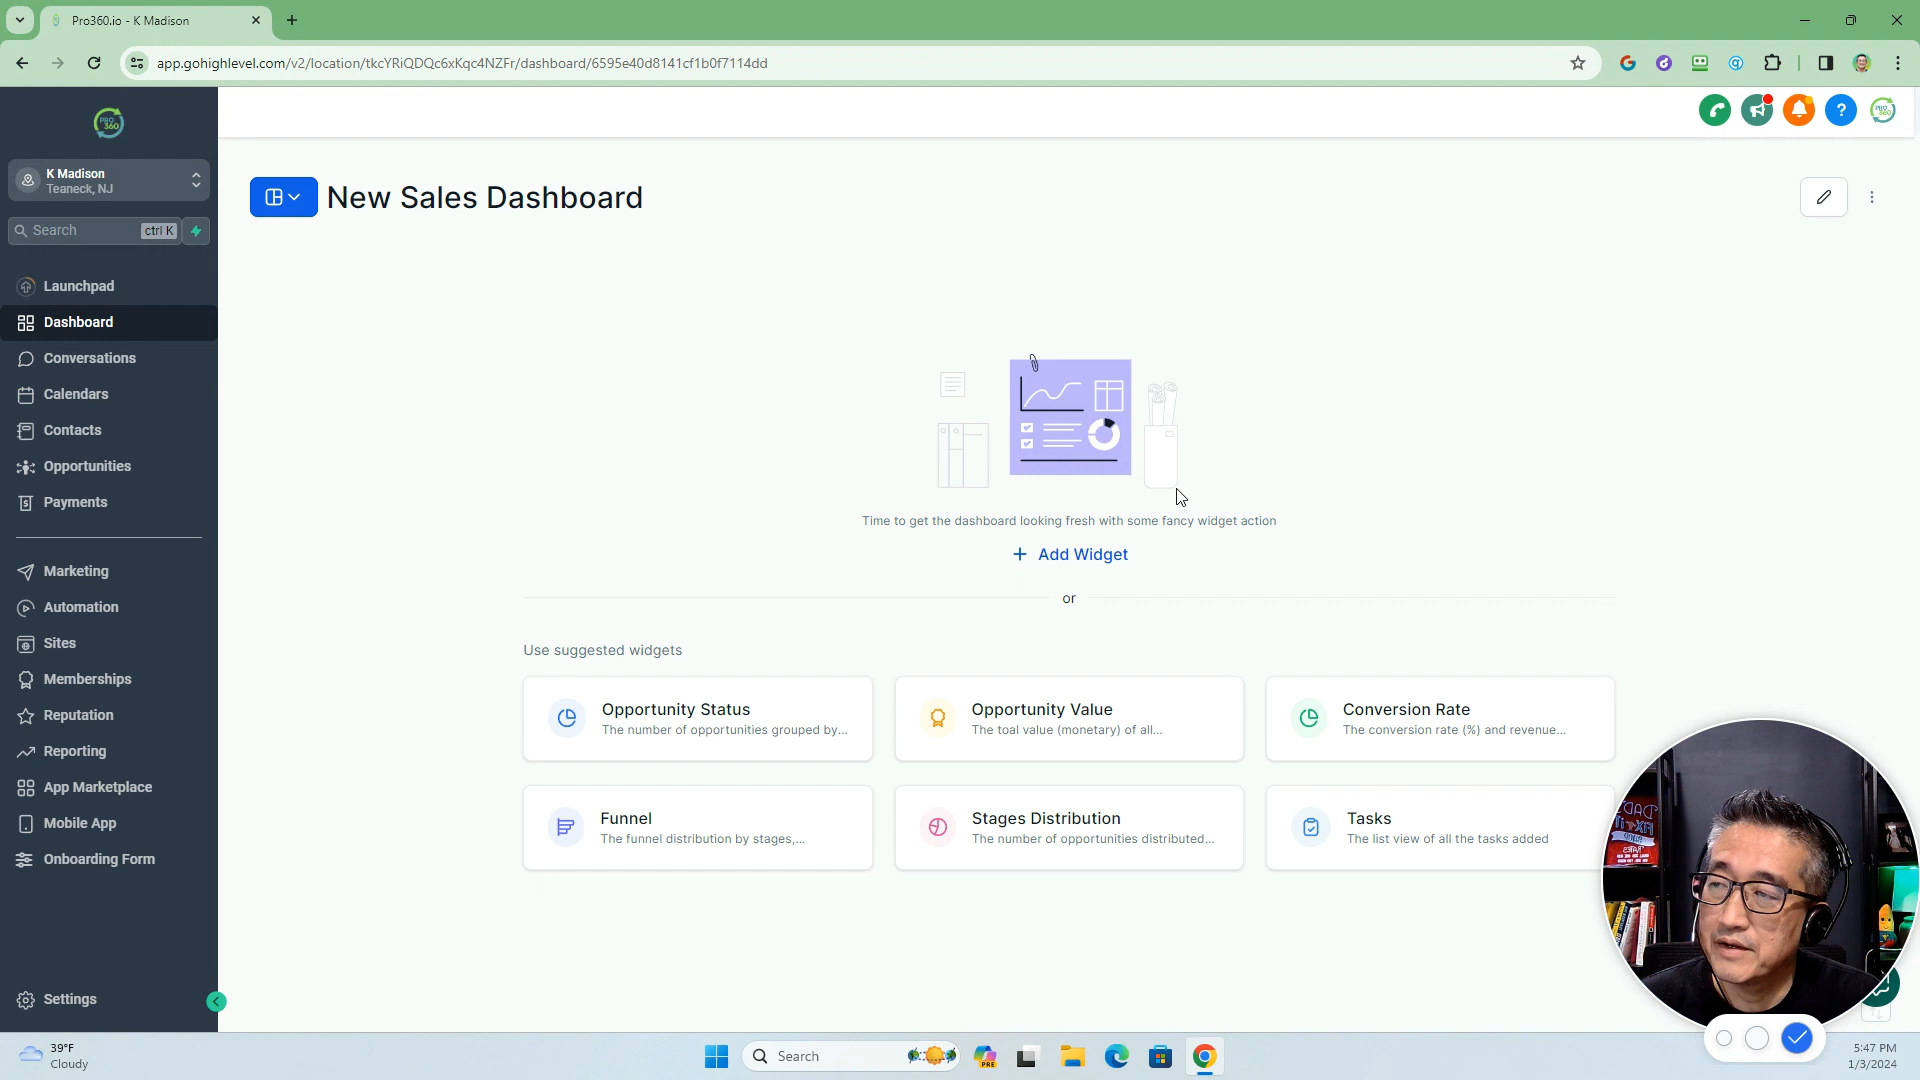 Pro360.io - K Madison
app.gohighlevel.com/v2/location/tkcYRiQDQc6xKqc4NZFr/dashboard/6595e40d8141cf1b0f7114dd
PRO
360
K Madison
Teaneck, NJ
Search
ctrl K
Launchpad
Dashboard
Conversations
Calendars
Contacts
Opportunities
Payments
Marketing
Automation
Sites
Memberships
Reputation
Reporting
App Marketplace
Mobile App
Onboarding Form
Settings
New Sales Dashboard
Time to get the dashboard looking fresh with some fancy widget action
+ Add Widget
or
Use suggested widgets
Opportunity Status
The number of opportunities grouped by...
Opportunity Value
The toal value (monetary) of all...
Conversion Rate
The conversion rate (%) and revenue...
Funnel
The funnel distribution by stages,...
Stages Distribution
The number of opportunities distributed...
Tasks
The list view of all the tasks added
39°F
Cloudy
Search
PRE
5:47 PM
1/3/2024